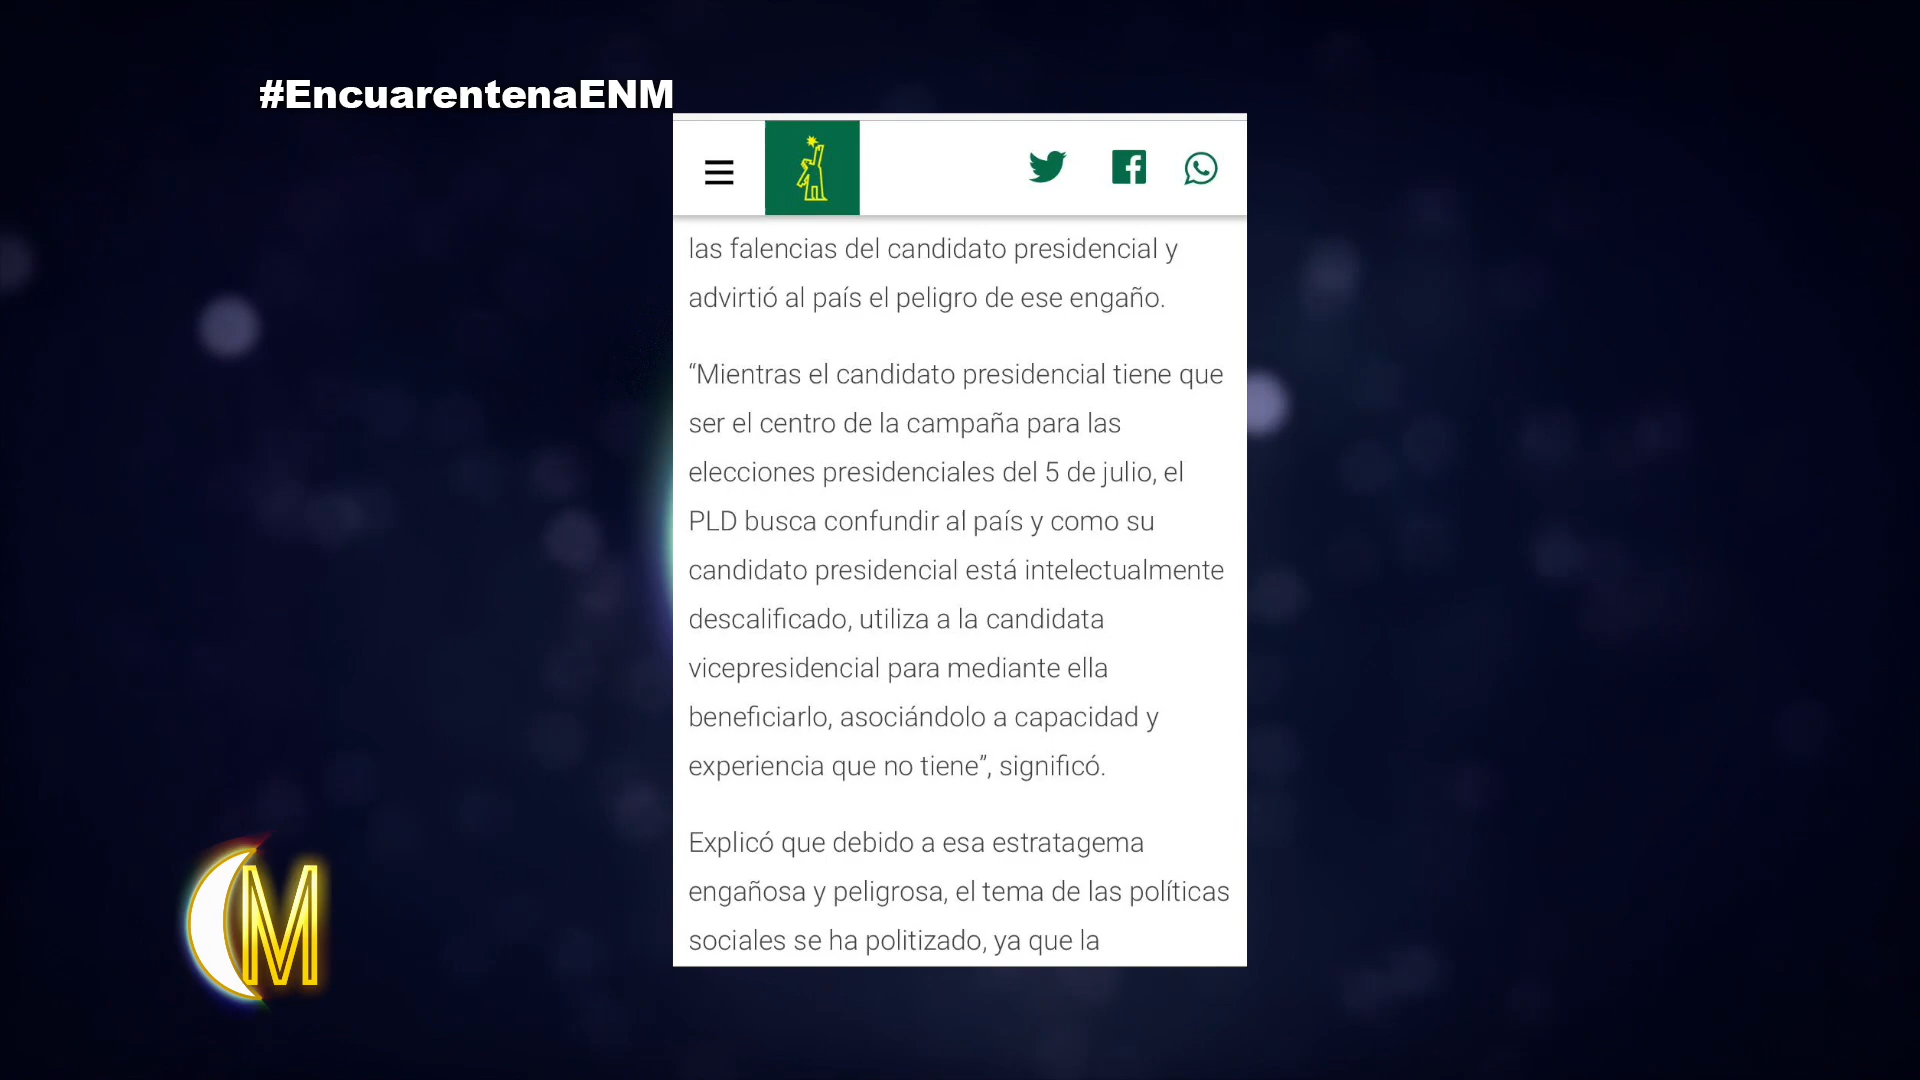 #EncuarentenaENM
las falencias del candidato presidencial y
advirtió al país el peligro de ese engaño.
“Mientras el candidato presidencial tiene que
ser el centro de la campaña para las
elecciones presidenciales del 5 de julio, el
PLD busca confundir al país y como su
candidato presidencial está intelectualmente
descalificado, utiliza a la candidata
vicepresidencial para mediante ella
beneficiarlo, asociándolo a capacidad y
experiencia que no tiene”, significó.
Explicó que debido a esa estratagema
engañosa y peligrosa, el tema de las políticas
sociales se ha politizado, ya que la
M